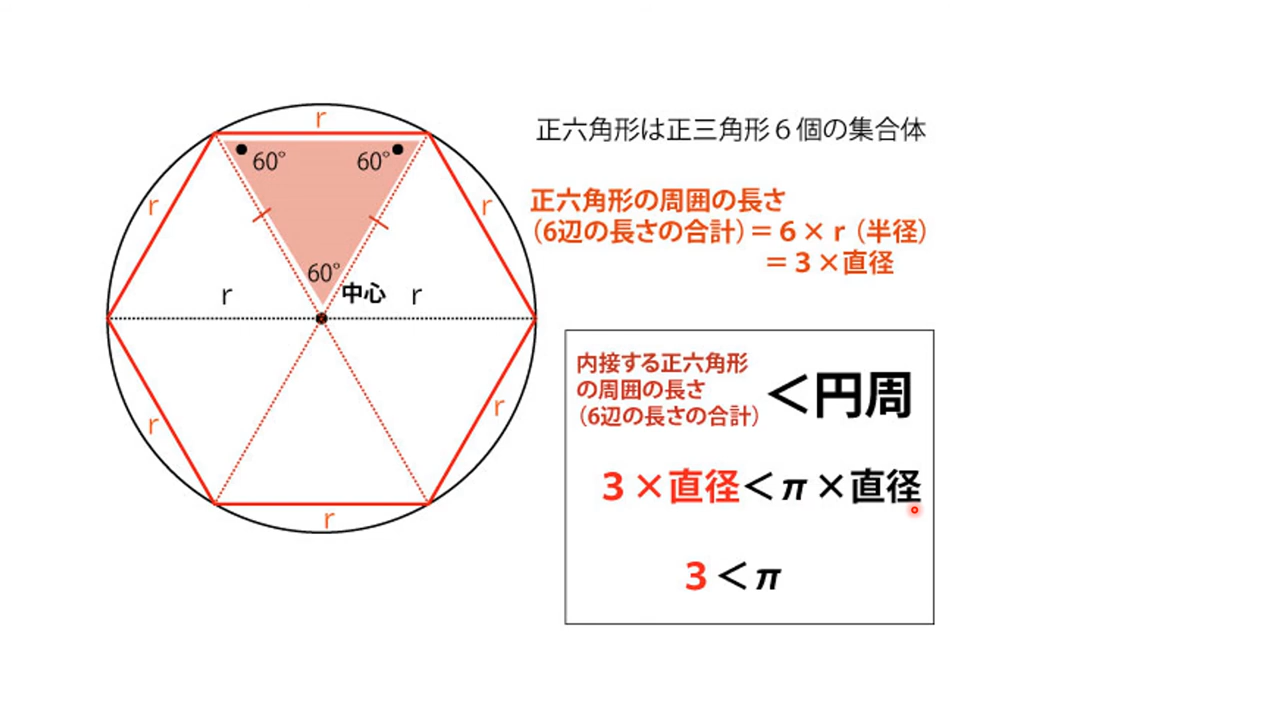 r
60°
60°
r
r
60°
中心
r
r
r
r
r
正六角形は正三角形６個の集合体
正六角形の周囲の長さ
（6辺の長さの合計）＝６×ｒ（半径）
＝３×直径
内接する正六角形
の周囲の長さ
（6辺の長さの合計）
＜円周
３×直径＜π×直径
３＜π